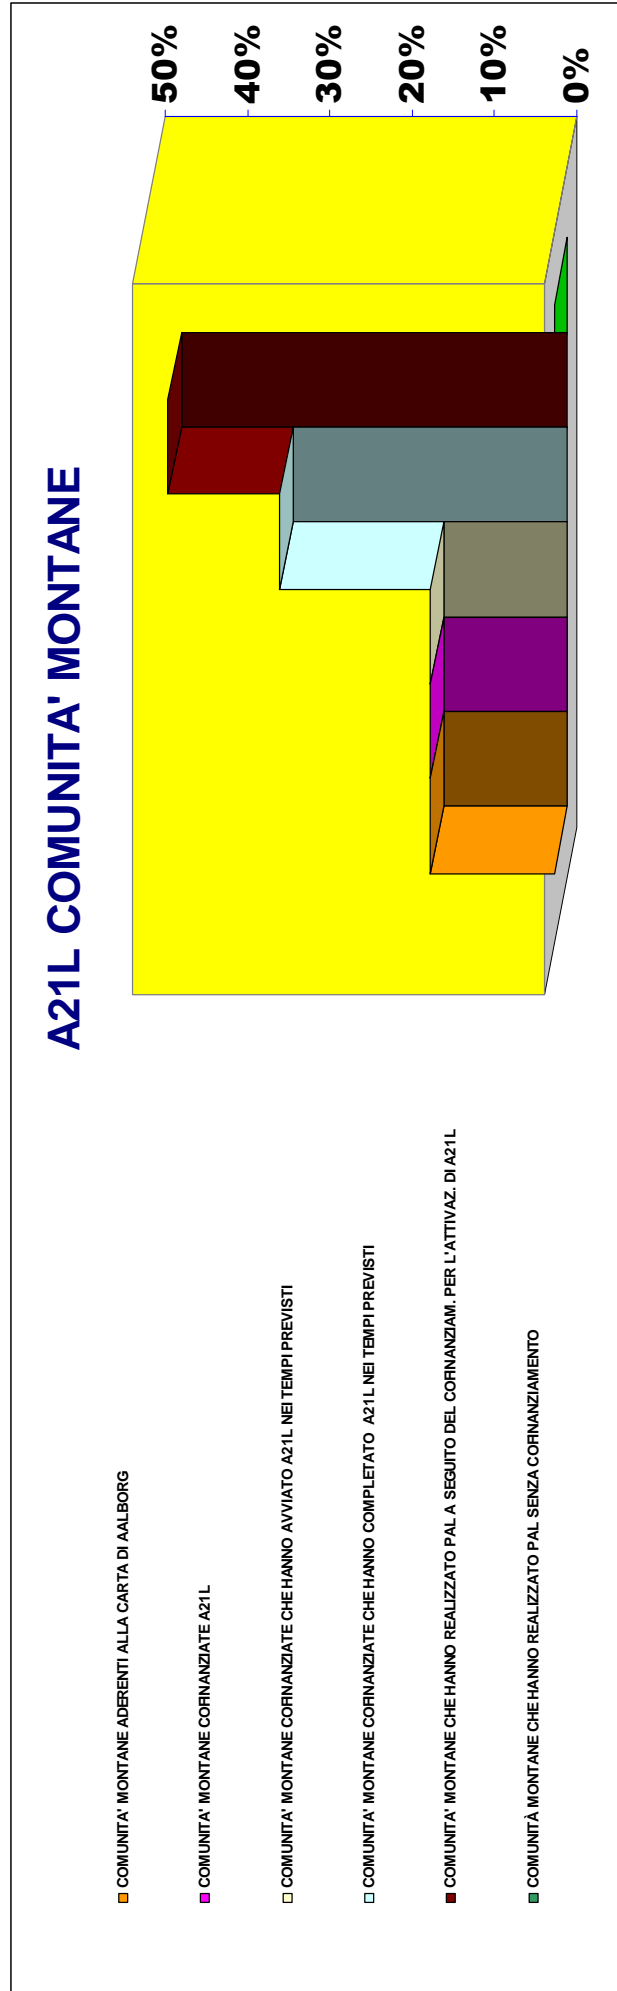 A21L COMUNITA' MONTANE
50%
40%
30%
20%
10%
0%
COMUNITA' MONTANE ADERENTI ALLA CARTA DI AALBORG
COMUNITA' MONTANE COFINANZIATE A21L
COMUNITA' MONTANE COFINANZIATE CHE HANNO AVVIATO A21L NEI TEMPI PREVISTI
COMUNITA' MONTANE COFINANZIATE CHE HANNO COMPLETATO A21L NEI TEMPI PREVISTI
COMUNITA' MONTANE CHE HANNO REALIZZATO PAL A SEGUITO DEL COFINANZIAM. PER L'ATTIVAZ. DI A21L
COMUNITÀ MONTANE CHE HANNO REALIZZATO PAL SENZA COFINANZIAMENTO